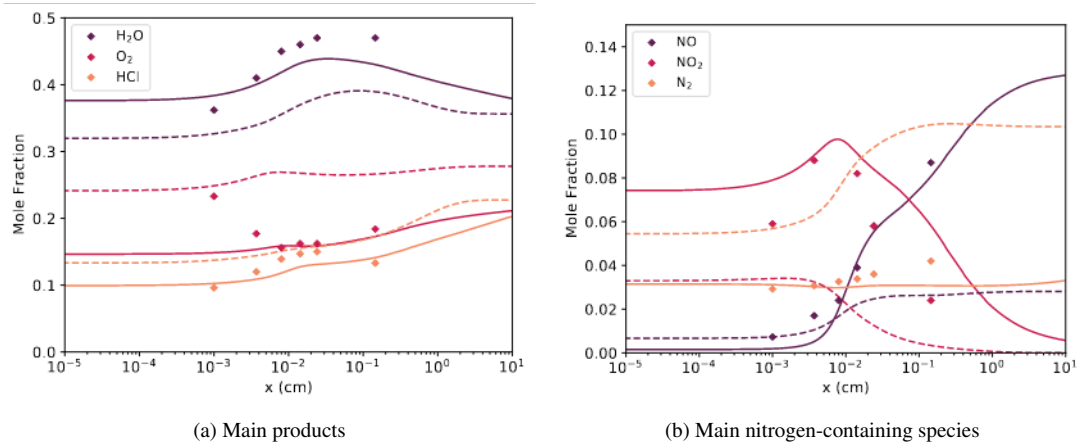 0.5
0.4
0.3
0.2
0.1
0.0
Mole Fraction
H₂O
O₂
HCl
10⁻⁵ 10⁻⁴ 10⁻³ 10⁻² 10⁻¹ 10⁰ 10¹
x (cm)
(a) Main products
0.14
0.12
0.10
0.08
0.06
0.04
0.02
0.00
Mole Fraction
NO
NO₂
N₂
10⁻⁵ 10⁻⁴ 10⁻³ 10⁻² 10⁻¹ 10⁰ 10¹
x (cm)
(b) Main nitrogen-containing species